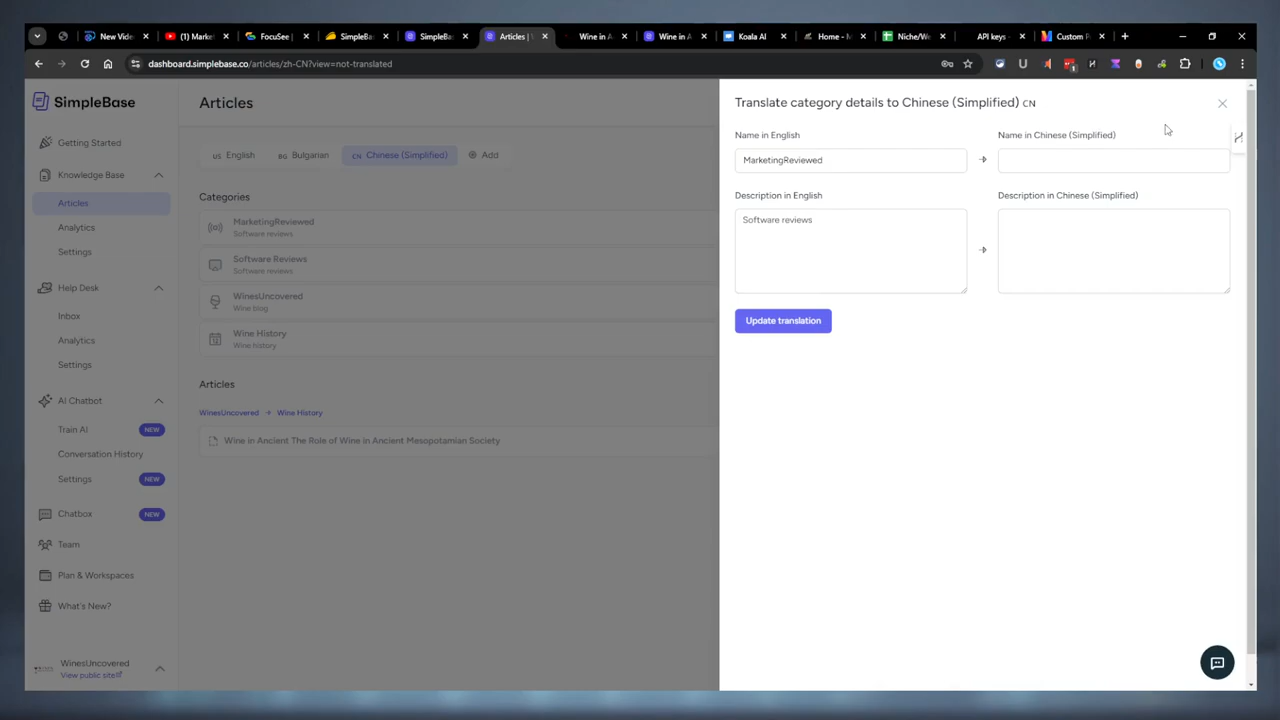 New Vide
(1) Market
FocusSee |
SimpleBa
SimpleBa
Articles | V
Wine in A
Wine in A
Koala AI
Home - M
Niche/We
API keys -
Custom P
dashboard.simplebase.co/articles/zh-CN?view=not-translated
SimpleBase
Getting Started
Knowledge Base
Articles
Analytics
Settings
Help Desk
Inbox
Analytics
Settings
AI Chatbot
Train AI NEW
Conversation History
Settings NEW
Chatbox NEW
Team
Plan & Workspaces
What's New?
WinesUncovered
View public site
Articles
US English
BG Bulgarian
CN Chinese (Simplified)
Add
Categories
MarketingReviewed
Software reviews
Software Reviews
Software reviews
WinesUncovered
Wine blog
Wine History
Wine history
Articles
WinesUncovered → Wine History
Wine in Ancient The Role of Wine in Ancient Mesopotamian Society
Translate category details to Chinese (Simplified) CN
Name in English
Name in Chinese (Simplified)
MarketingReviewed
Description in English
Description in Chinese (Simplified)
Software reviews
Update translation